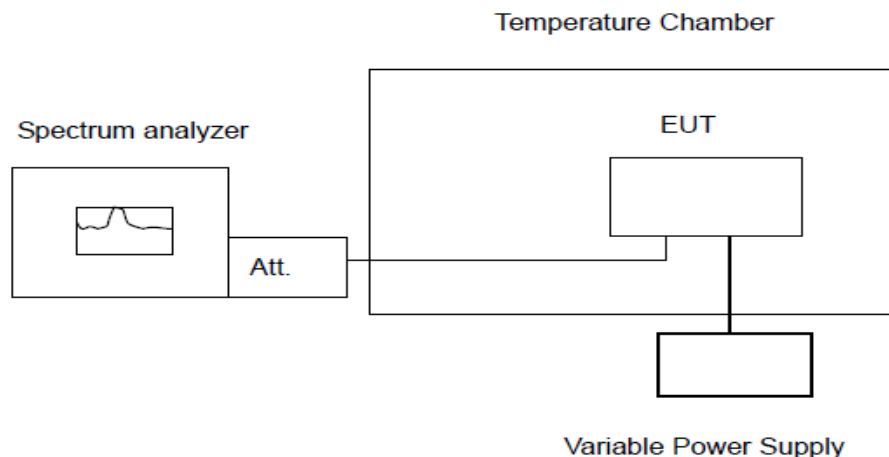 Temperature Chamber
Spectrum analyzer
EUT
Att.
Variable Power Supply